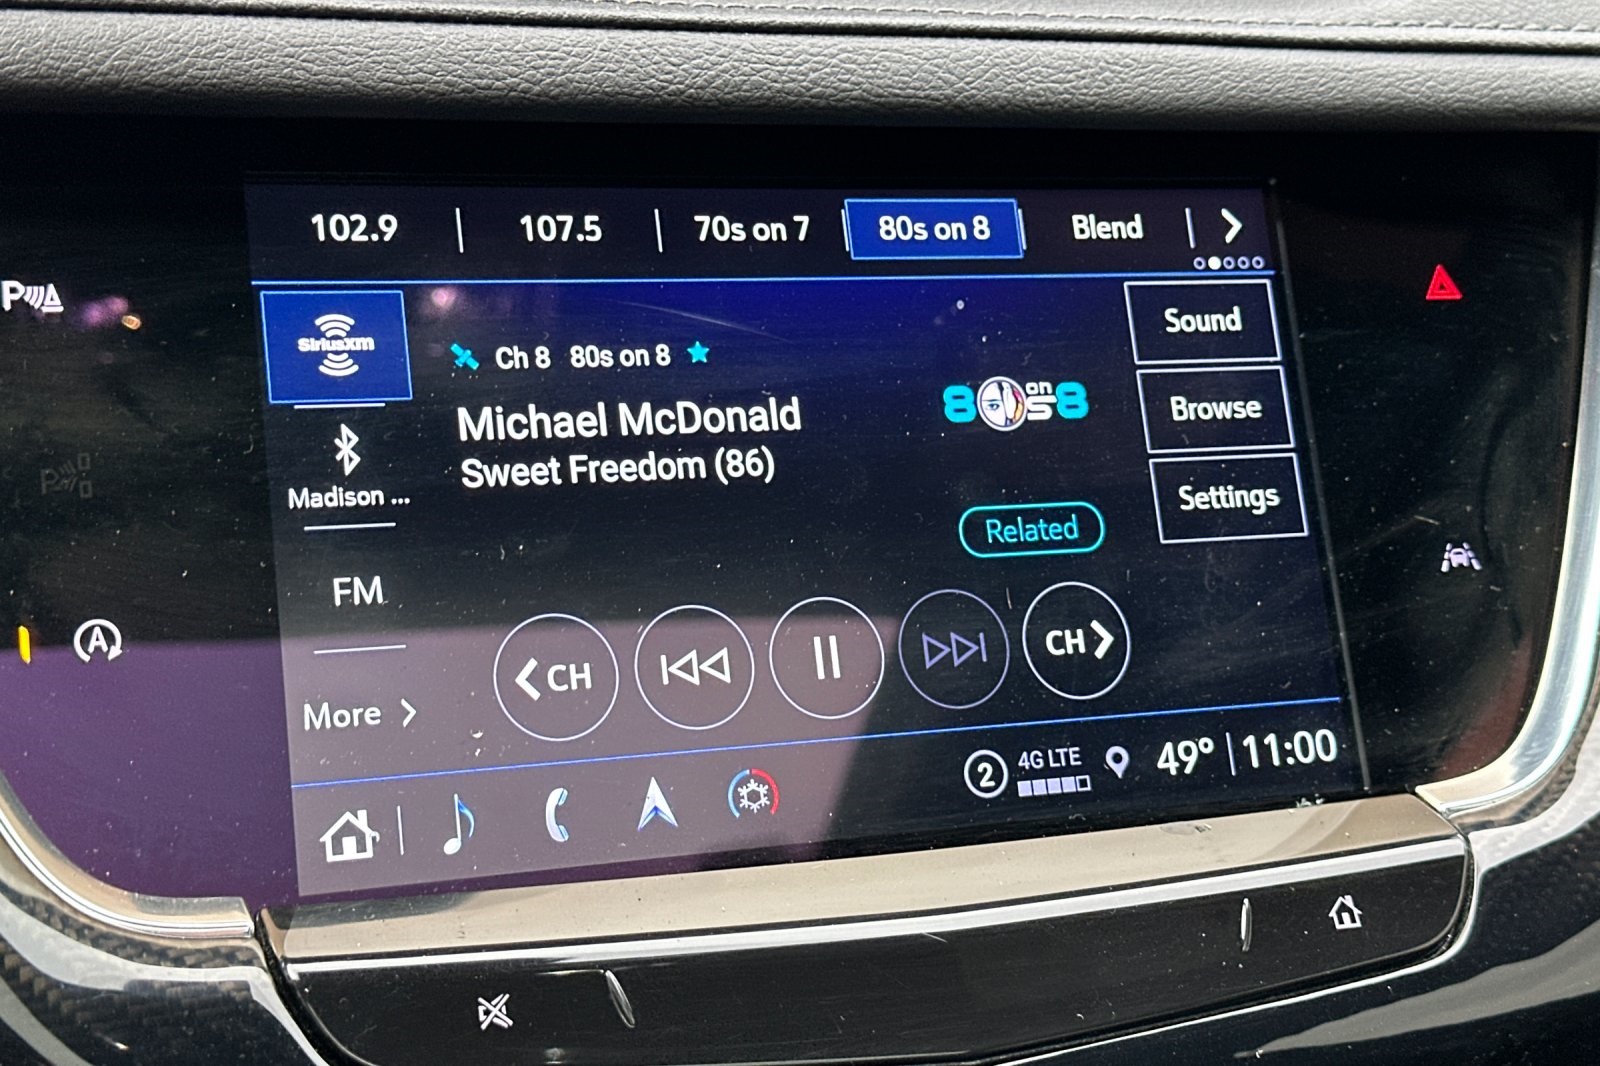 102.9 107.5 70s on 7 80s on 8 Blend
SiriusXM
Ch 8 80s on 8
Michael McDonald
Sweet Freedom (86)
80s on 8
Sound
Browse
Settings
Madison ...
Related
FM
More
CH
CH
2 4G LTE 49° 11:00
P
P
A